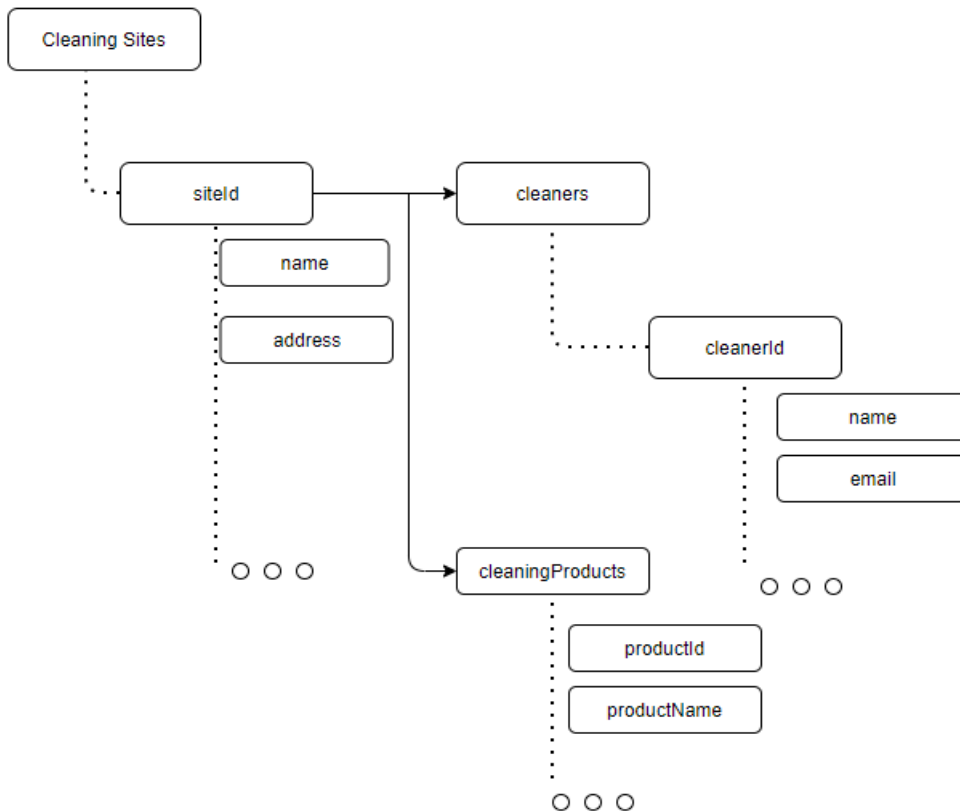 Cleaning Sites
siteId
cleaners
name
address
cleanerId
name
email
cleaningProducts
productId
productName